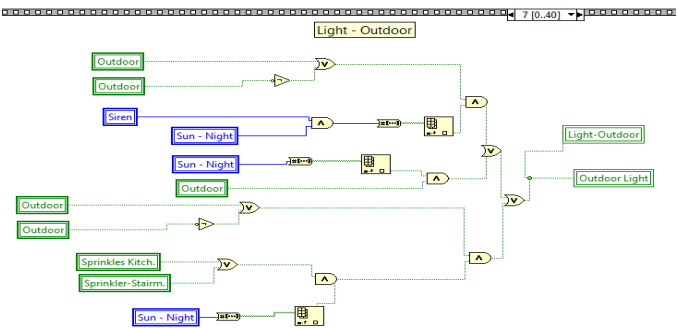 7 [0..40]
Light - Outdoor
Outdoor
Outdoor
Siren
Sun - Night
Sun - Night
Outdoor
Light-Outdoor
Outdoor Light
Outdoor
Outdoor
Sprinkles Kitch.
Sprinkler-Stairm.
Sun - Night